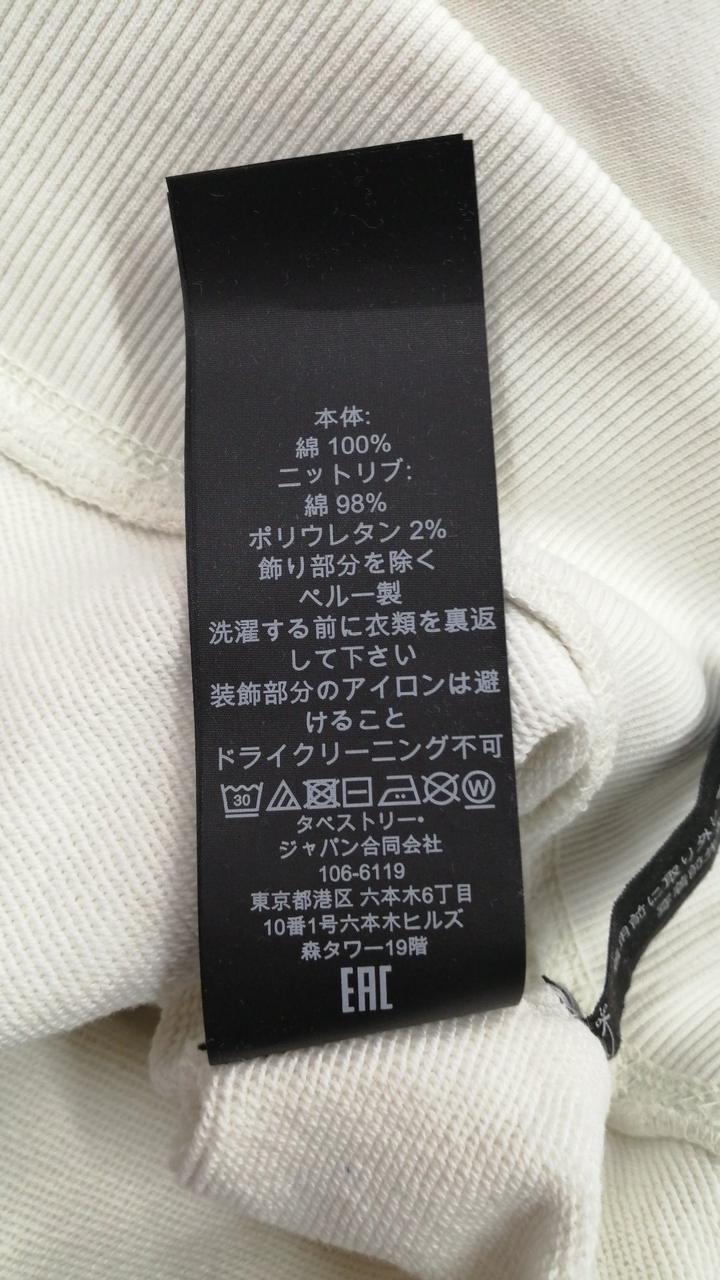 本体:
綿 100%
ニットリブ:
綿 98%
ポリウレタン 2%
飾り部分を除く
ペルー製
洗濯する前に衣類を裏返
して下さい
装飾部分のアイロンは避
けること
ドライクリーニング不可
30 W
タペストリー・
ジャパン合同会社
106-6119
東京都港区 六本木6丁目
10番1号六本木ヒルズ
森タワー19階
EAC